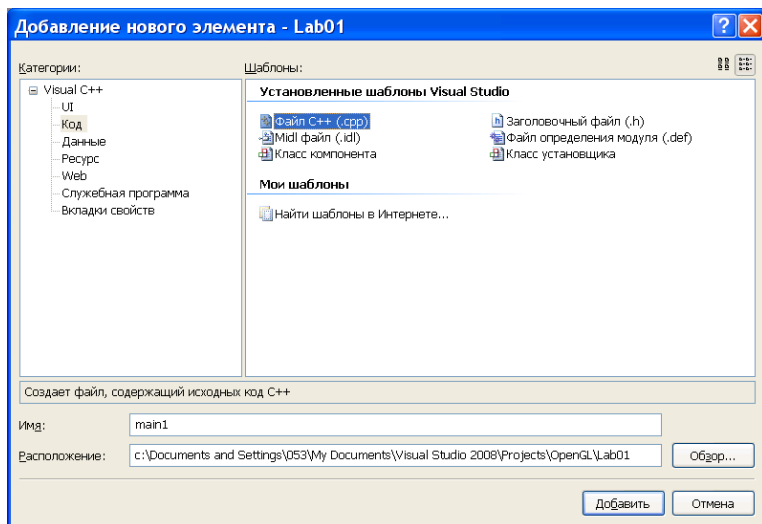 Добавление нового элемента - Lab01
Категории:
Шаблоны:
Visual C++
UI
Код
Данные
Ресурс
Web
Служебная программа
Вкладки свойств
Установленные шаблоны Visual Studio
Файл C++ (.cpp)
Заголовочный файл (.h)
Midl файл (.idl)
Файл определения модуля (.def)
Класс компонента
Класс установщика
Мои шаблоны
Найти шаблоны в Интернете...
Создает файл, содержащий исходных код C++
Имя:
main1
Расположение:
c:\Documents and Settings\053\My Documents\Visual Studio 2008\Projects\OpenGL\Lab01
Обзор...
Добавить
Отмена